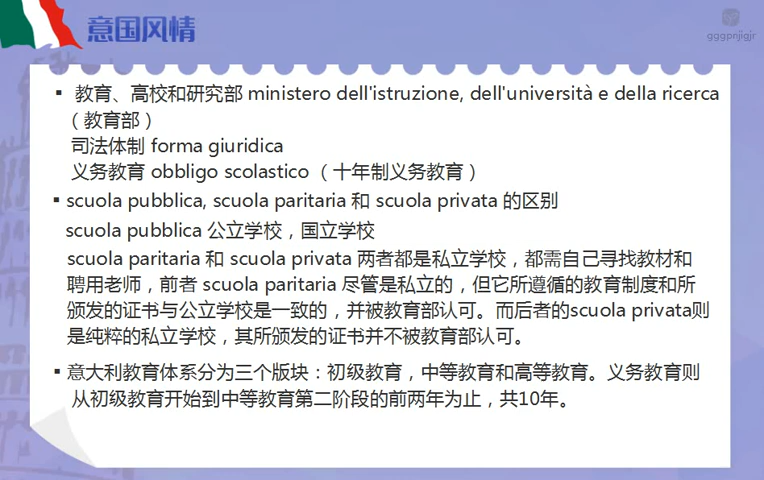 意国风情
gggpnjigjr
▪ 教育、高校和研究部 ministero dell'istruzione, dell'università e della ricerca
（教育部）
司法体制 forma giuridica
义务教育 obbligo scolastico （十年制义务教育）
▪ scuola pubblica, scuola paritaria 和 scuola privata 的区别
scuola pubblica 公立学校，国立学校
scuola paritaria 和 scuola privata 两者都是私立学校，都需自己寻找教材和
聘用老师，前者 scuola paritaria 尽管是私立的，但它所遵循的教育制度和所
颁发的证书与公立学校是一致的，并被教育部认可。而后者的scuola privata则
是纯粹的私立学校，其所颁发的证书并不被教育部认可。
▪ 意大利教育体系分为三个版块：初级教育，中等教育和高等教育。义务教育则
从初级教育开始到中等教育第二阶段的前两年为止，共10年。